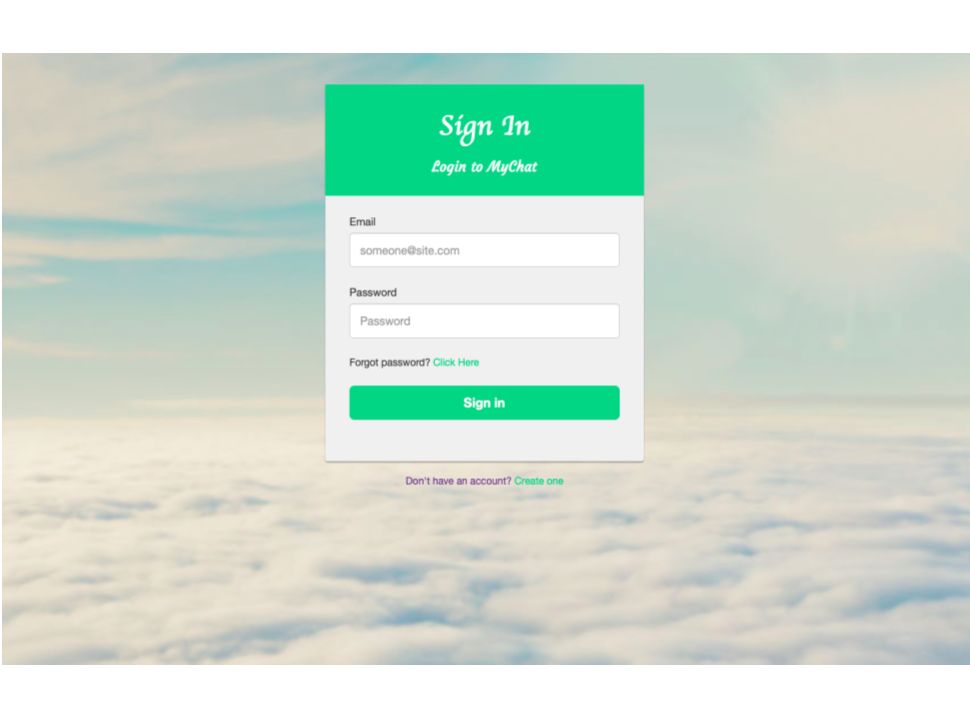 Sign In
Login to MyChat
Email
someone@site.com
Password
Password
Forgot password? Click Here
Sign in
Don't have an account? Create one